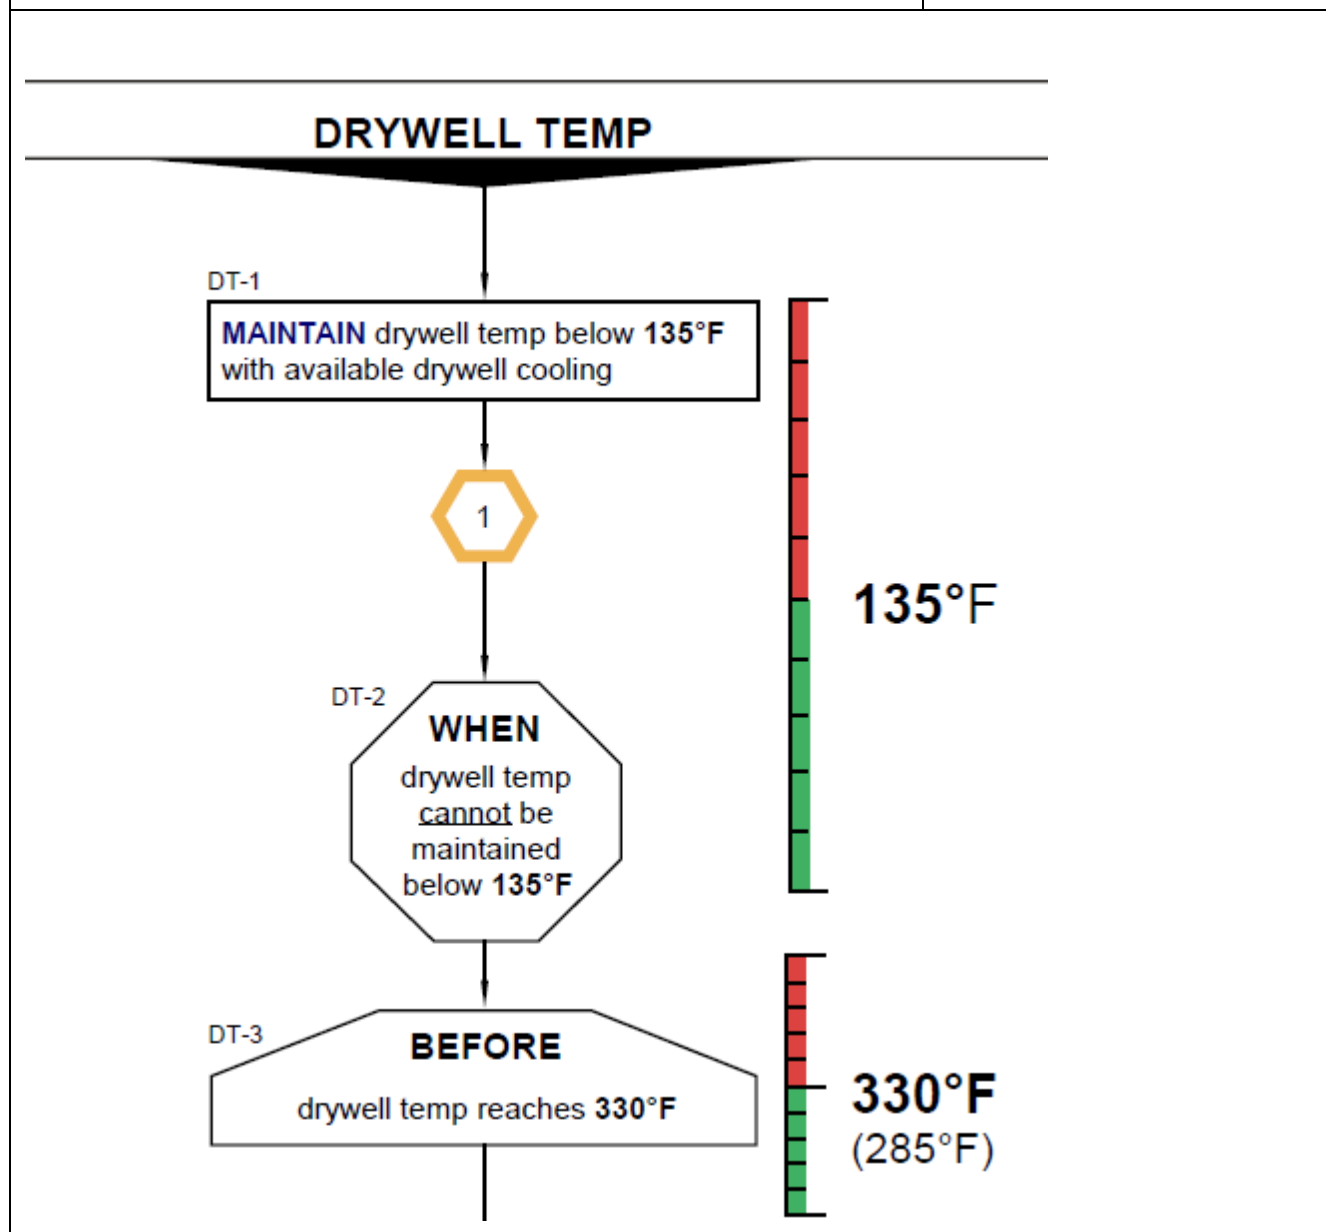 DRYWELL TEMP
DT-1
MAINTAIN drywell temp below 135°F
with available drywell cooling
1
135°F
DT-2
WHEN
drywell temp
cannot be
maintained
below 135°F
DT-3
BEFORE
drywell temp reaches 330°F
330°F
(285°F)